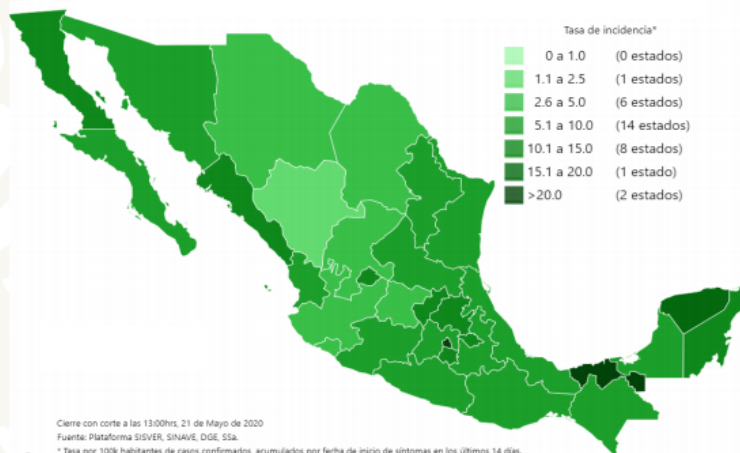 Tasa de incidencia*
0 a 1.0 (0 estados)
1.1 a 2.5 (1 estados)
2.6 a 5.0 (6 estados)
5.1 a 10.0 (14 estados)
10.1 a 15.0 (8 estados)
15.1 a 20.0 (1 estado)
>20.0 (2 estados)
Cierre con corte a las 13:00hrs, 21 de Mayo de 2020
Fuente: Plataforma SISVER, SINAVE, DGE, SSa.
* Tasa por 100k habitantes de casos confirmados, acumulados por fecha de inicio de síntomas en los últimos 14 días.